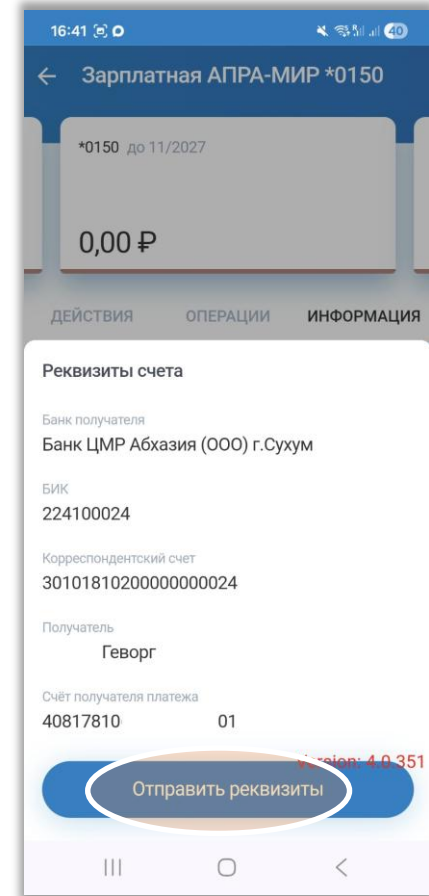 16:41 40
Зарплатная АПРА-МИР *0150
*0150 до 11/2027
0,00 ₽
ДЕЙСТВИЯ ОПЕРАЦИИ ИНФОРМАЦИЯ
Реквизиты счета
Банк получателя
Банк ЦМР Абхазия (ООО) г.Сухум
БИК
224100024
Корреспондентский счет
30101810200000000024
Получатель
Геворг
Счёт получателя платежа
40817810 01
version: 4.0.351
Отправить реквизиты